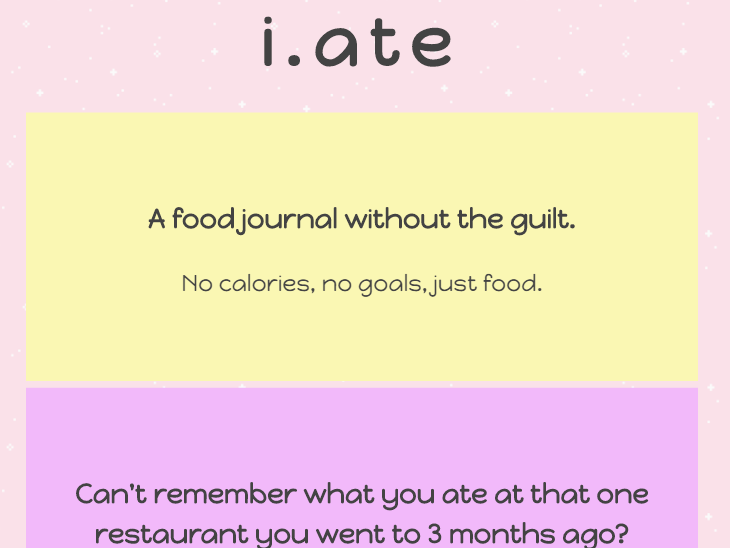 i.ate
A food journal without the guilt.
No calories, no goals, just food.
Can't remember what you ate at that one
restaurant you went to 3 months ago?